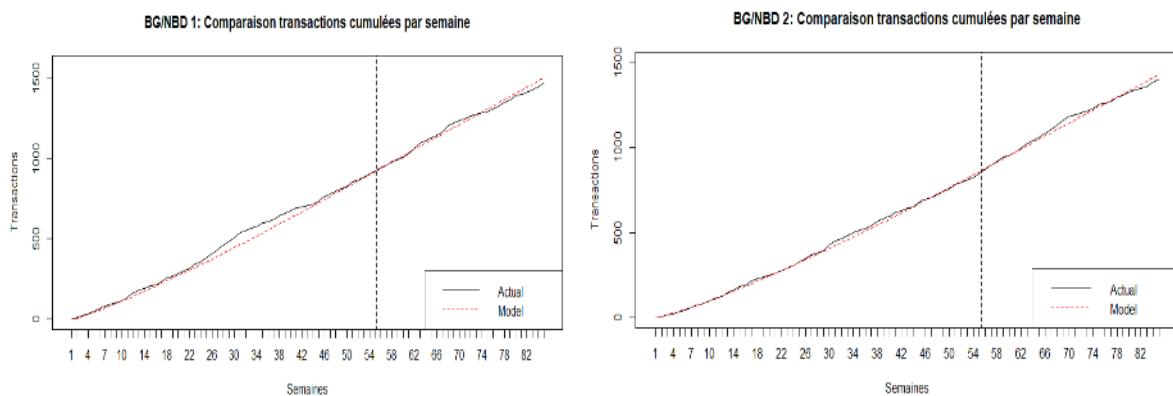 BG/NBD 1: Comparaison transactions cumulées par semaine
Transactions
1500
1000
500
0
Actual
Model
1 4 7 10 14 18 22 26 30 34 38 42 46 50 54 58 62 66 70 74 78 82
Semaines
BG/NBD 2: Comparaison transactions cumulées par semaine
Transactions
1500
1000
500
0
Actual
Model
1 4 7 10 14 18 22 26 30 34 38 42 46 50 54 58 62 66 70 74 78 82
Semaines